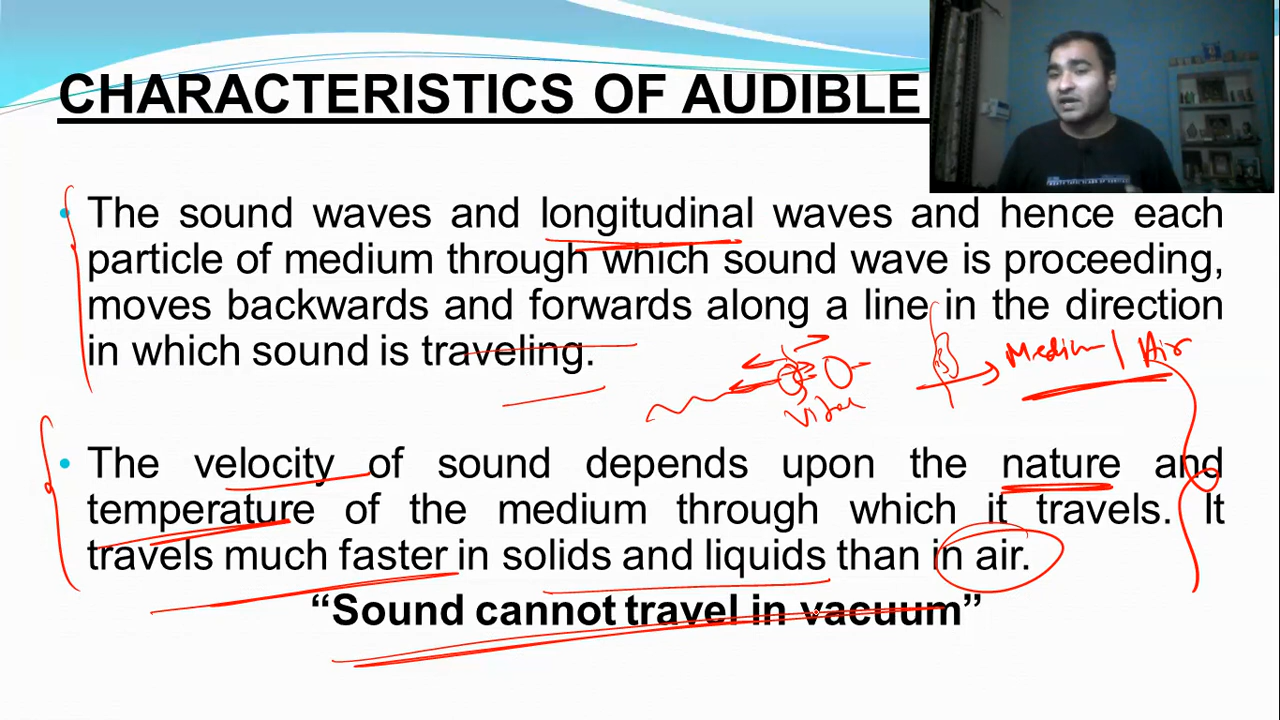 CHARACTERISTICS OF AUDIBLE
• The sound waves and longitudinal waves and hence each
particle of medium through which sound wave is proceeding,
moves backwards and forwards along a line in the direction
in which sound is traveling.
Medium / Air
• The velocity of sound depends upon the nature and
temperature of the medium through which it travels. It
travels much faster in solids and liquids than in air.
“Sound cannot travel in vacuum”